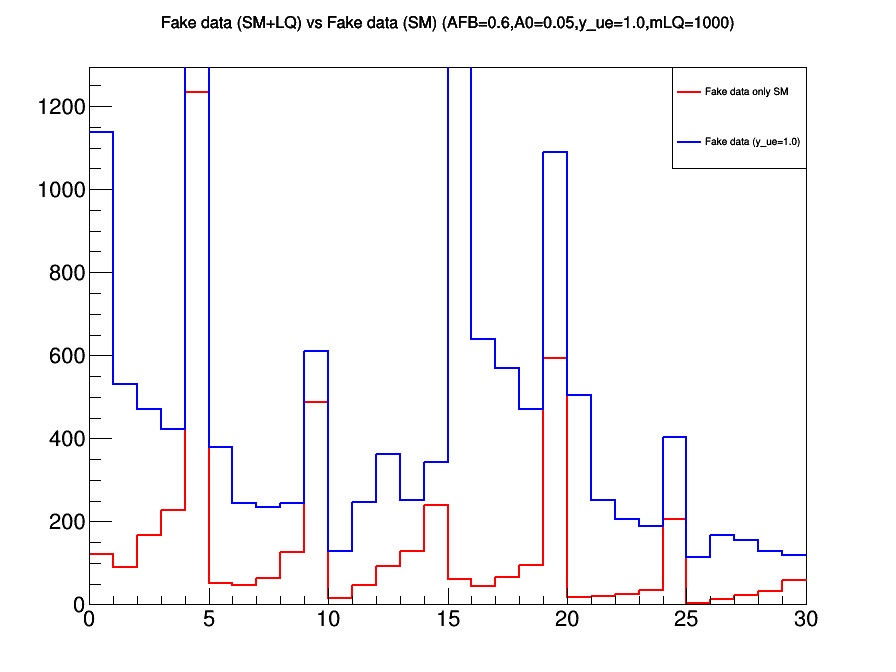 Fake data (SM+LQ) vs Fake data (SM) (AFB=0.6,A0=0.05,y_ue=1.0,mLQ=1000)
Fake data only SM
Fake data (y_ue=1.0)
1200
1000
800
600
400
200
0
0 5 10 15 20 25 30